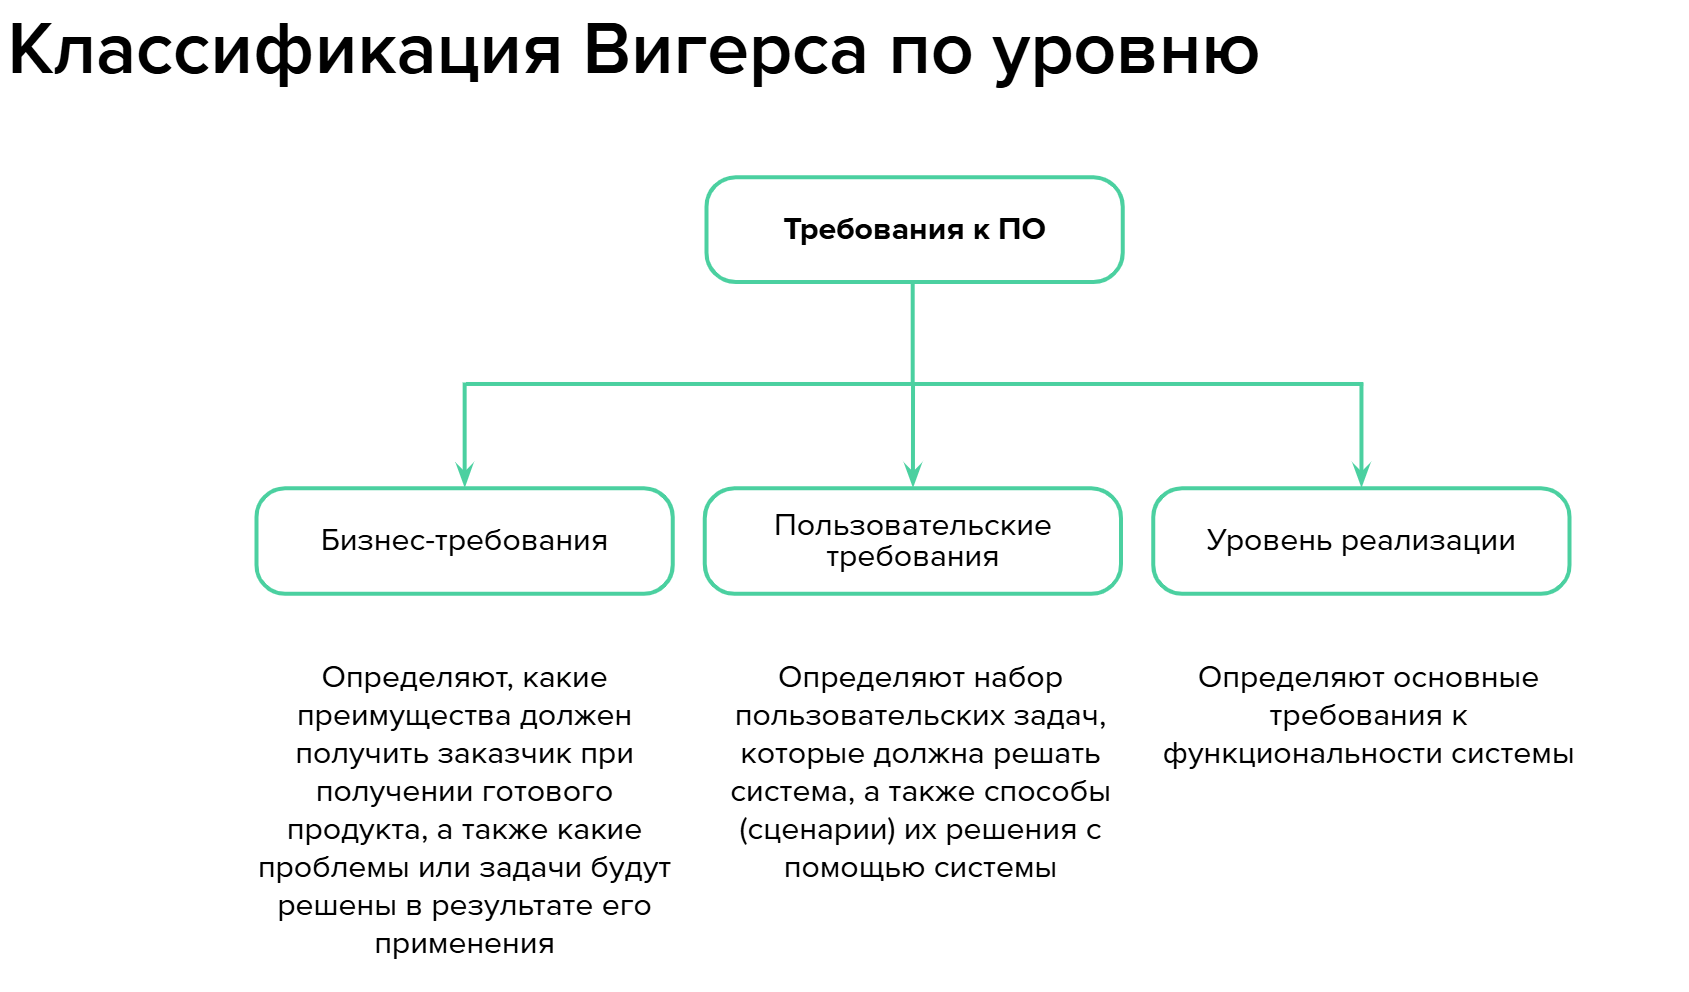 Классификация Вигерса по уровню
Требования к ПО
Бизнес-требования
Пользовательские
требования
Уровень реализации
Определяют, какие
преимущества должен
получить заказчик при
получении готового
продукта, а также какие
проблемы или задачи будут
решены в результате его
применения
Определяют набор
пользовательских задач,
которые должна решать
система, а также способы
(сценарии) их решения с
помощью системы
Определяют основные
требования к
функциональности системы